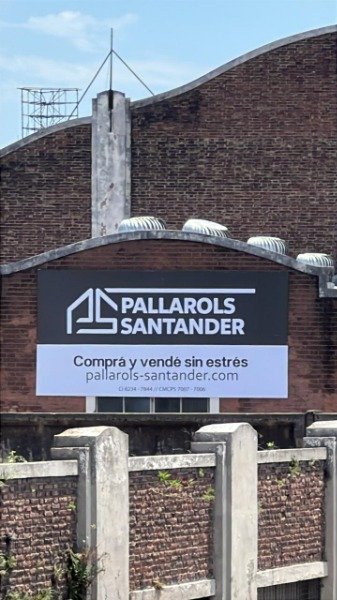 PALLAROLS
SANTANDER
Comprá y vendé sin estrés
pallarols-santander.com